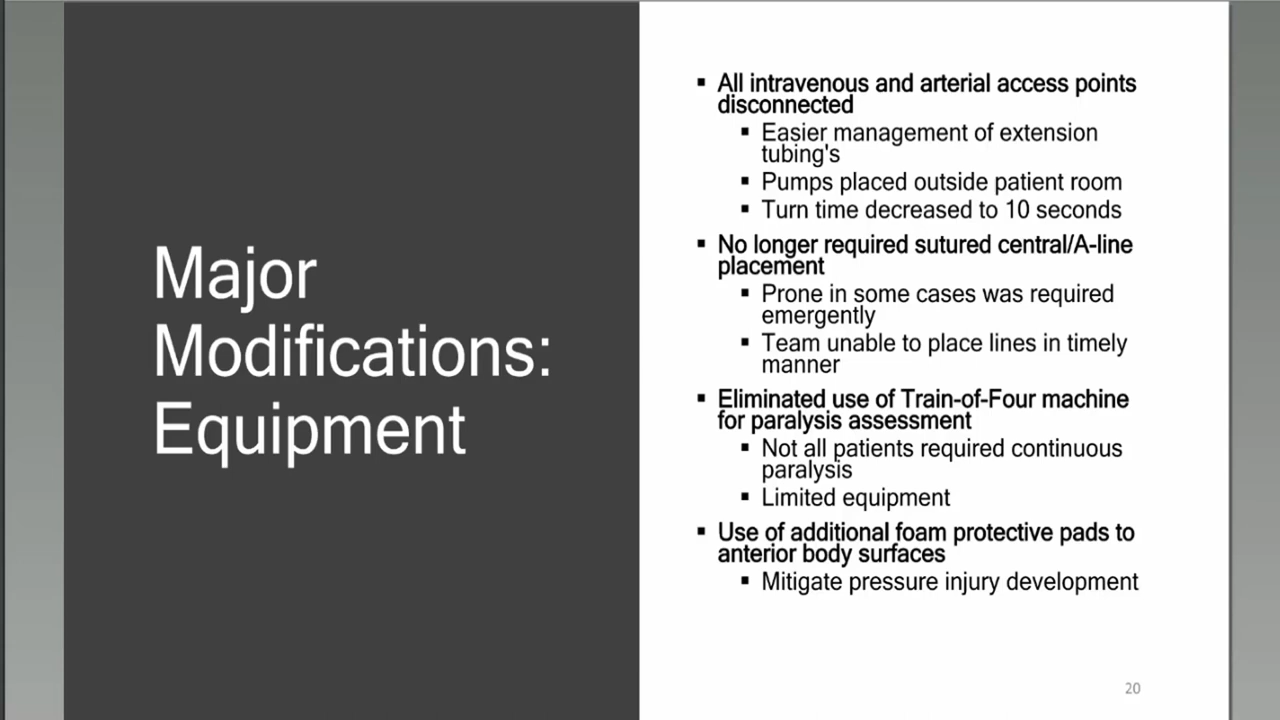 Major
Modifications:
Equipment
▪ All intravenous and arterial access points
disconnected
▪ Easier management of extension
tubing's
▪ Pumps placed outside patient room
▪ Turn time decreased to 10 seconds
▪ No longer required sutured central/A-line
placement
▪ Prone in some cases was required
emergently
▪ Team unable to place lines in timely
manner
▪ Eliminated use of Train-of-Four machine
for paralysis assessment
▪ Not all patients required continuous
paralysis
▪ Limited equipment
▪ Use of additional foam protective pads to
anterior body surfaces
▪ Mitigate pressure injury development
20